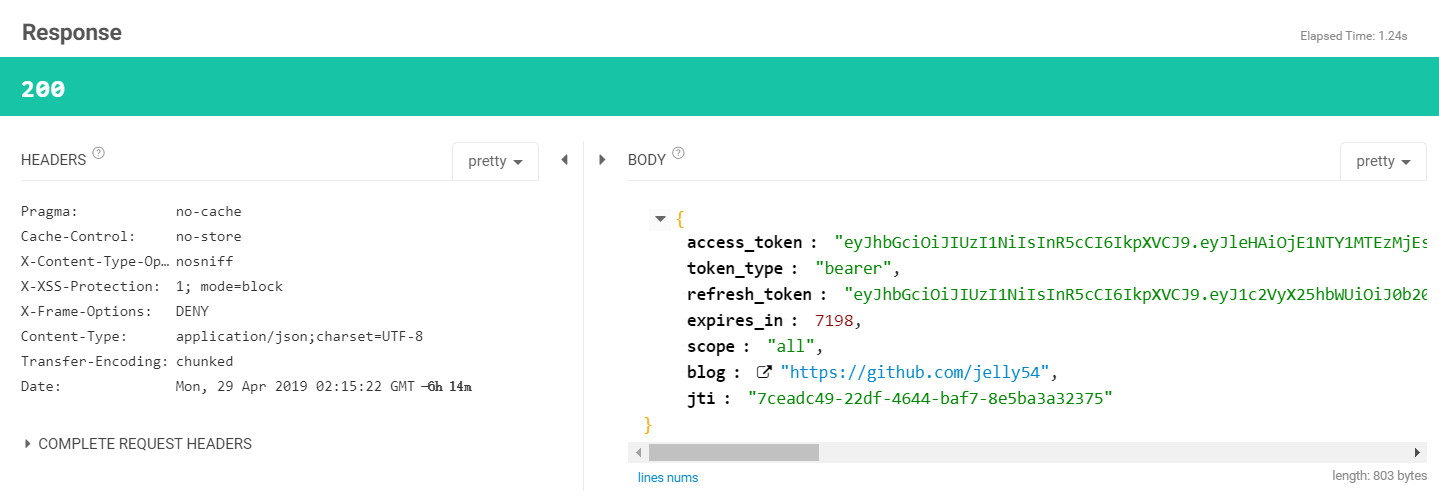 Response
Elapsed Time: 1.24s
200
HEADERS ?
pretty
Pragma: no-cache
Cache-Control: no-store
X-Content-Type-Op… nosniff
X-XSS-Protection: 1; mode=block
X-Frame-Options: DENY
Content-Type: application/json;charset=UTF-8
Transfer-Encoding: chunked
Date: Mon, 29 Apr 2019 02:15:22 GMT −6h 14m
COMPLETE REQUEST HEADERS
BODY ?
pretty
{
access_token : "eyJhbGciOiJIUzI1NiIsInR5cCI6IkpXVCJ9.eyJleHAiOjE1NTY1MTEzMjEs
token_type : "bearer",
refresh_token : "eyJhbGciOiJIUzI1NiIsInR5cCI6IkpXVCJ9.eyJ1c2VyX25hbWUiOiJ0b20
expires_in : 7198,
scope : "all",
blog : "https://github.com/jelly54",
jti : "7ceadc49-22df-4644-baf7-8e5ba3a32375"
}
lines nums
length: 803 bytes